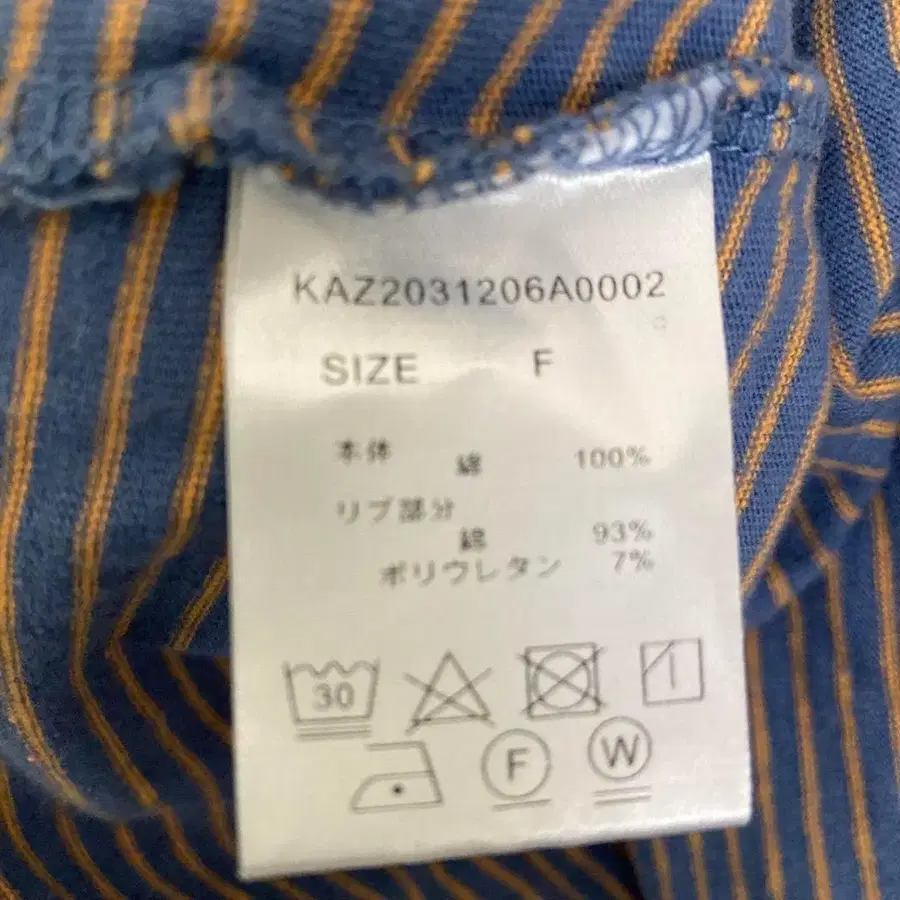 KAZ2031206A0002
SIZE F
本体 綿 100%
リブ部分
綿 93%
ポリウレタン 7%
30
F W